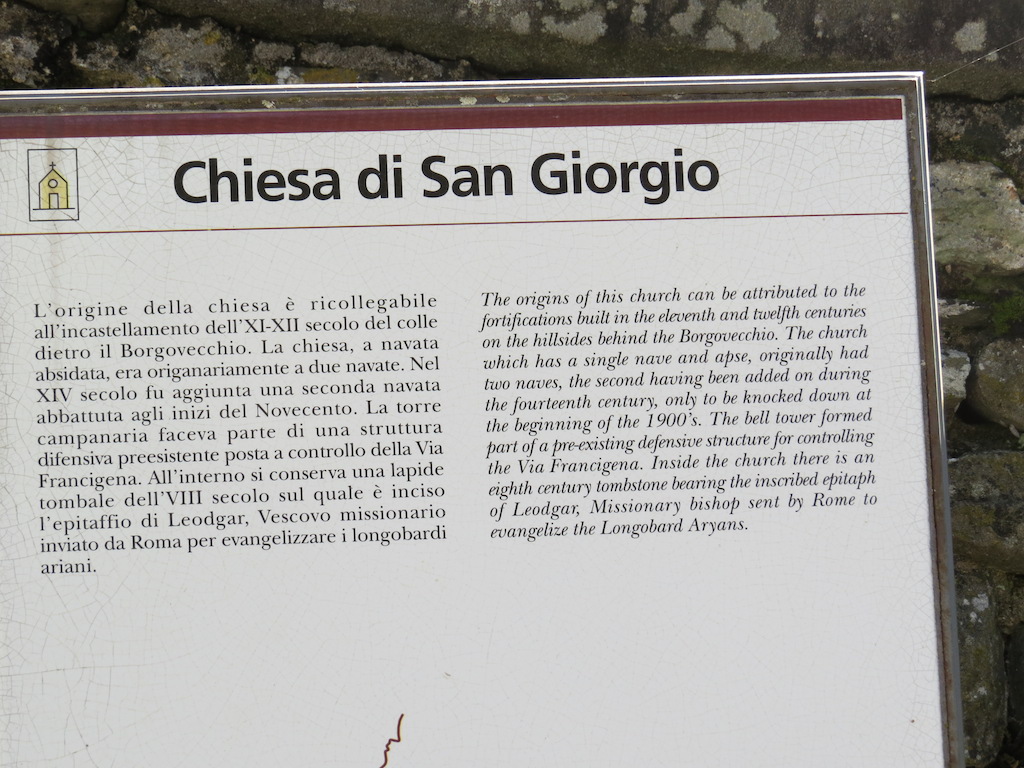 Chiesa di San Giorgio
L'origine della chiesa è ricollegabile
all'incastellamento dell'XI-XII secolo del colle
dietro il Borgovecchio. La chiesa, a navata
absidata, era origanariamente a due navate. Nel
XIV secolo fu aggiunta una seconda navata
abbattuta agli inizi del Novecento. La torre
campanaria faceva parte di una struttura
difensiva preesistente posta a controllo della Via
Francigena. All'interno si conserva una lapide
tombale dell'VIII secolo sul quale è inciso
l'epitaffio di Leodgar, Vescovo missionario
inviato da Roma per evangelizzare i longobardi
ariani.
The origins of this church can be attributed to the
fortifications built in the eleventh and twelfth centuries
on the hillsides behind the Borgovecchio. The church
which has a single nave and apse, originally had
two naves, the second having been added on during
the fourteenth century, only to be knocked down at
the beginning of the 1900's. The bell tower formed
part of a pre-existing defensive structure for controlling
the Via Francigena. Inside the church there is an
eighth century tombstone bearing the inscribed epitaph
of Leodgar, Missionary bishop sent by Rome to
evangelize the Longobard Aryans.